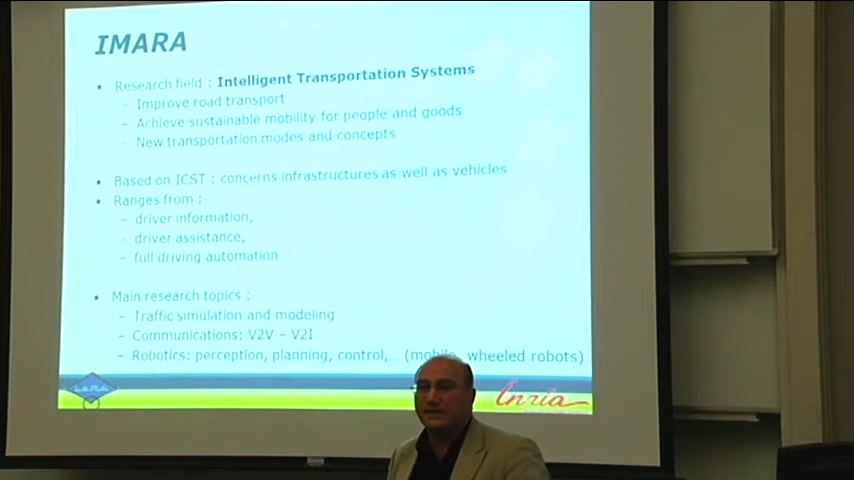 IMARA
• Research field : Intelligent Transportation Systems
– Improve road transport
– Achieve sustainable mobility for people and goods
– New transportation modes and concepts
• Based on ICST : concerns infrastructures as well as vehicles
• Ranges from :
– driver information,
– driver assistance,
– full driving automation
• Main research topics :
– Traffic simulation and modeling
– Communications: V2V – V2I
– Robotics: perception, planning, control,... (mobile, wheeled robots)
LaRA
Inria